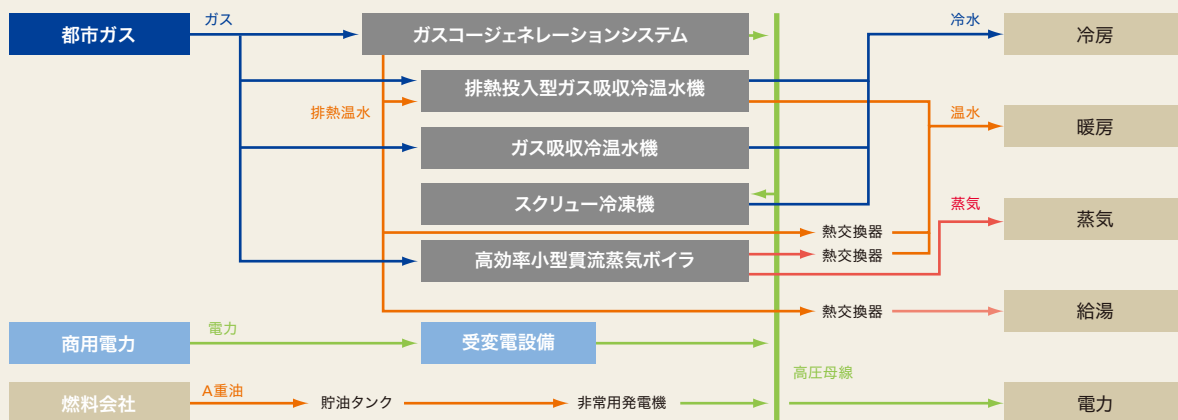 都市ガス
ガス
ガスコージェネレーションシステム
冷水
冷房
排熱投入型ガス吸収冷温水機
排熱温水
温水
暖房
ガス吸収冷温水機
スクリュー冷凍機
蒸気
蒸気
熱交換器
高効率小型貫流蒸気ボイラ
熱交換器
熱交換器
給湯
商用電力
電力
受変電設備
高圧母線
燃料会社
A重油
貯油タンク
非常用発電機
電力